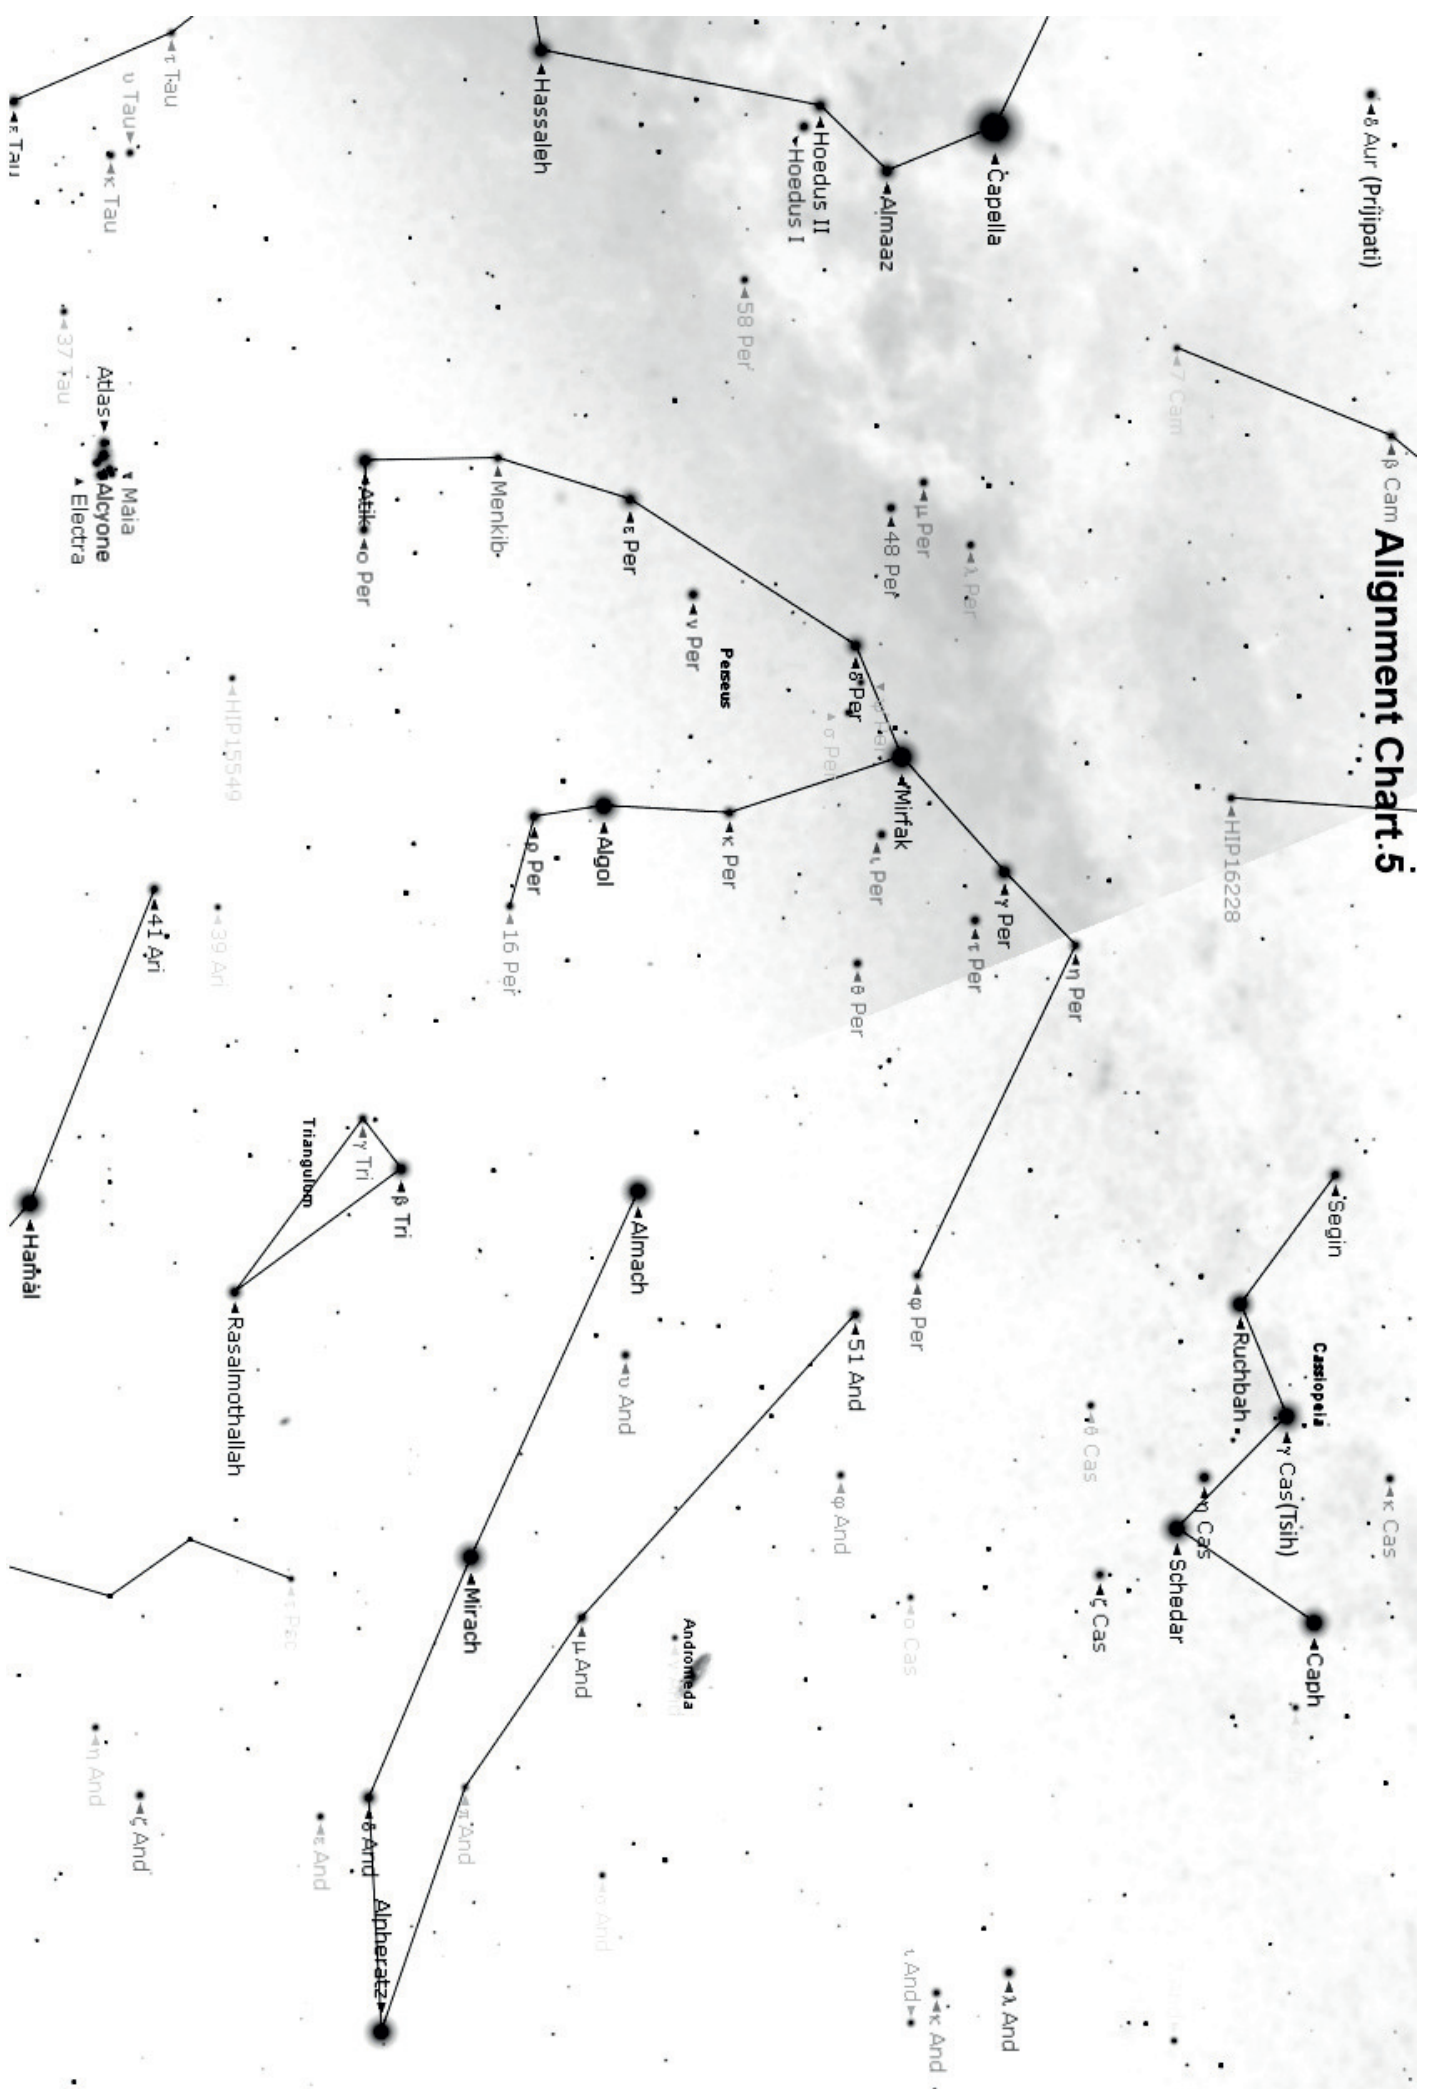 Alignment Chart.5
δ Aur (Prijipati)
Capella
Almaaz
Hoedus II
Hoedus I
Hassaleh
τ Tau
υ Tau
κ Tau
ε Tau
β Cam
7 Cam
58 Per
37 Tau
Atlas
Maia
Alcyone
Electra
μ Per
48 Per
λ Per
ε Per
Menkib
Atik
ο Per
ν Per
Perseus
δ Per
ψ Per
σ Per
Mirfak
HIP16228
HIP15549
ι Per
κ Per
Algol
ρ Per
γ Per
τ Per
η Per
θ Per
16 Per
39 Ari
41 Ari
Segin
Ruchbah
Cassiopeia
γ Cas(Tsih)
κ Cas
η Cas
Schedar
Caph
θ Cas
ζ Cas
ο Cas
φ Per
51 And
Almach
υ And
φ And
γ Tri
β Tri
Triangulum
Rasalmothallah
Hamal
Mirach
μ And
Andromeda
τ Psc
η And
ζ And
ε And
δ And
π And
Alpheratz
ο And
ι And
κ And
λ And